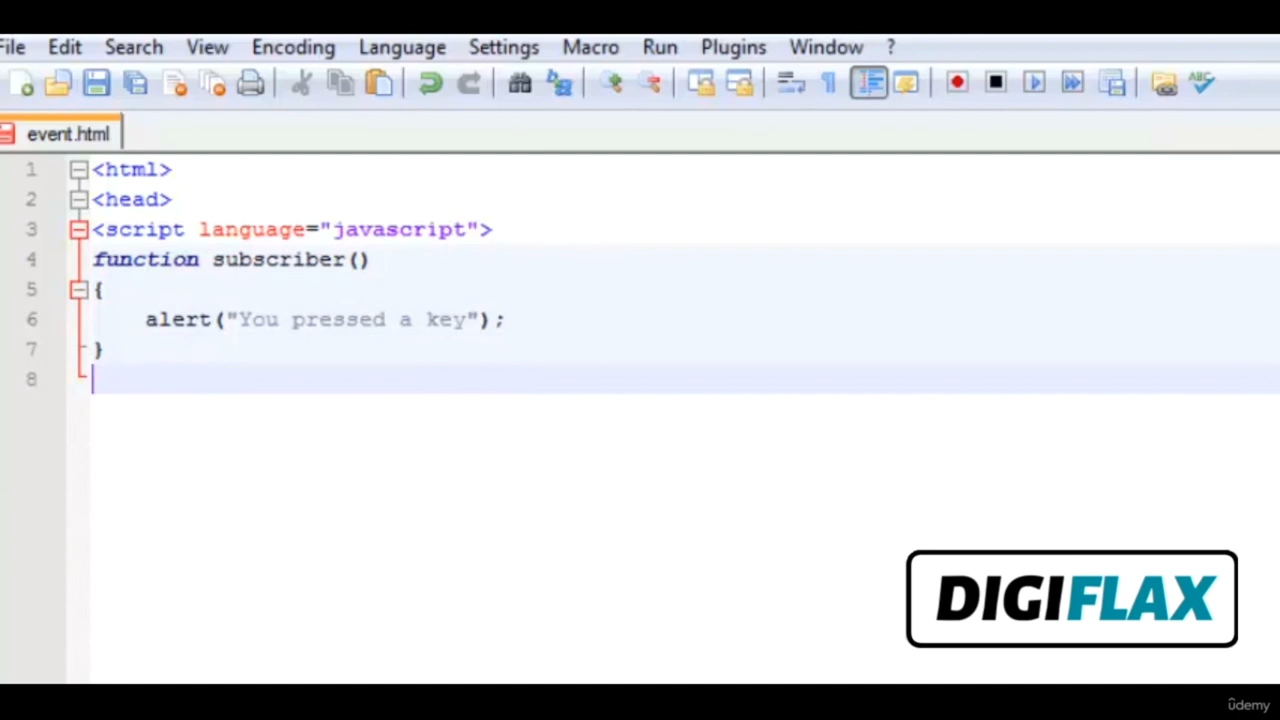 File Edit Search View Encoding Language Settings Macro Run Plugins Window ?
event.html
1 <html>
2 <head>
3 <script language="javascript">
4 function subscriber()
5 {
6 alert("You pressed a key");
7 }
8
DIGIFLAX
ûdemy